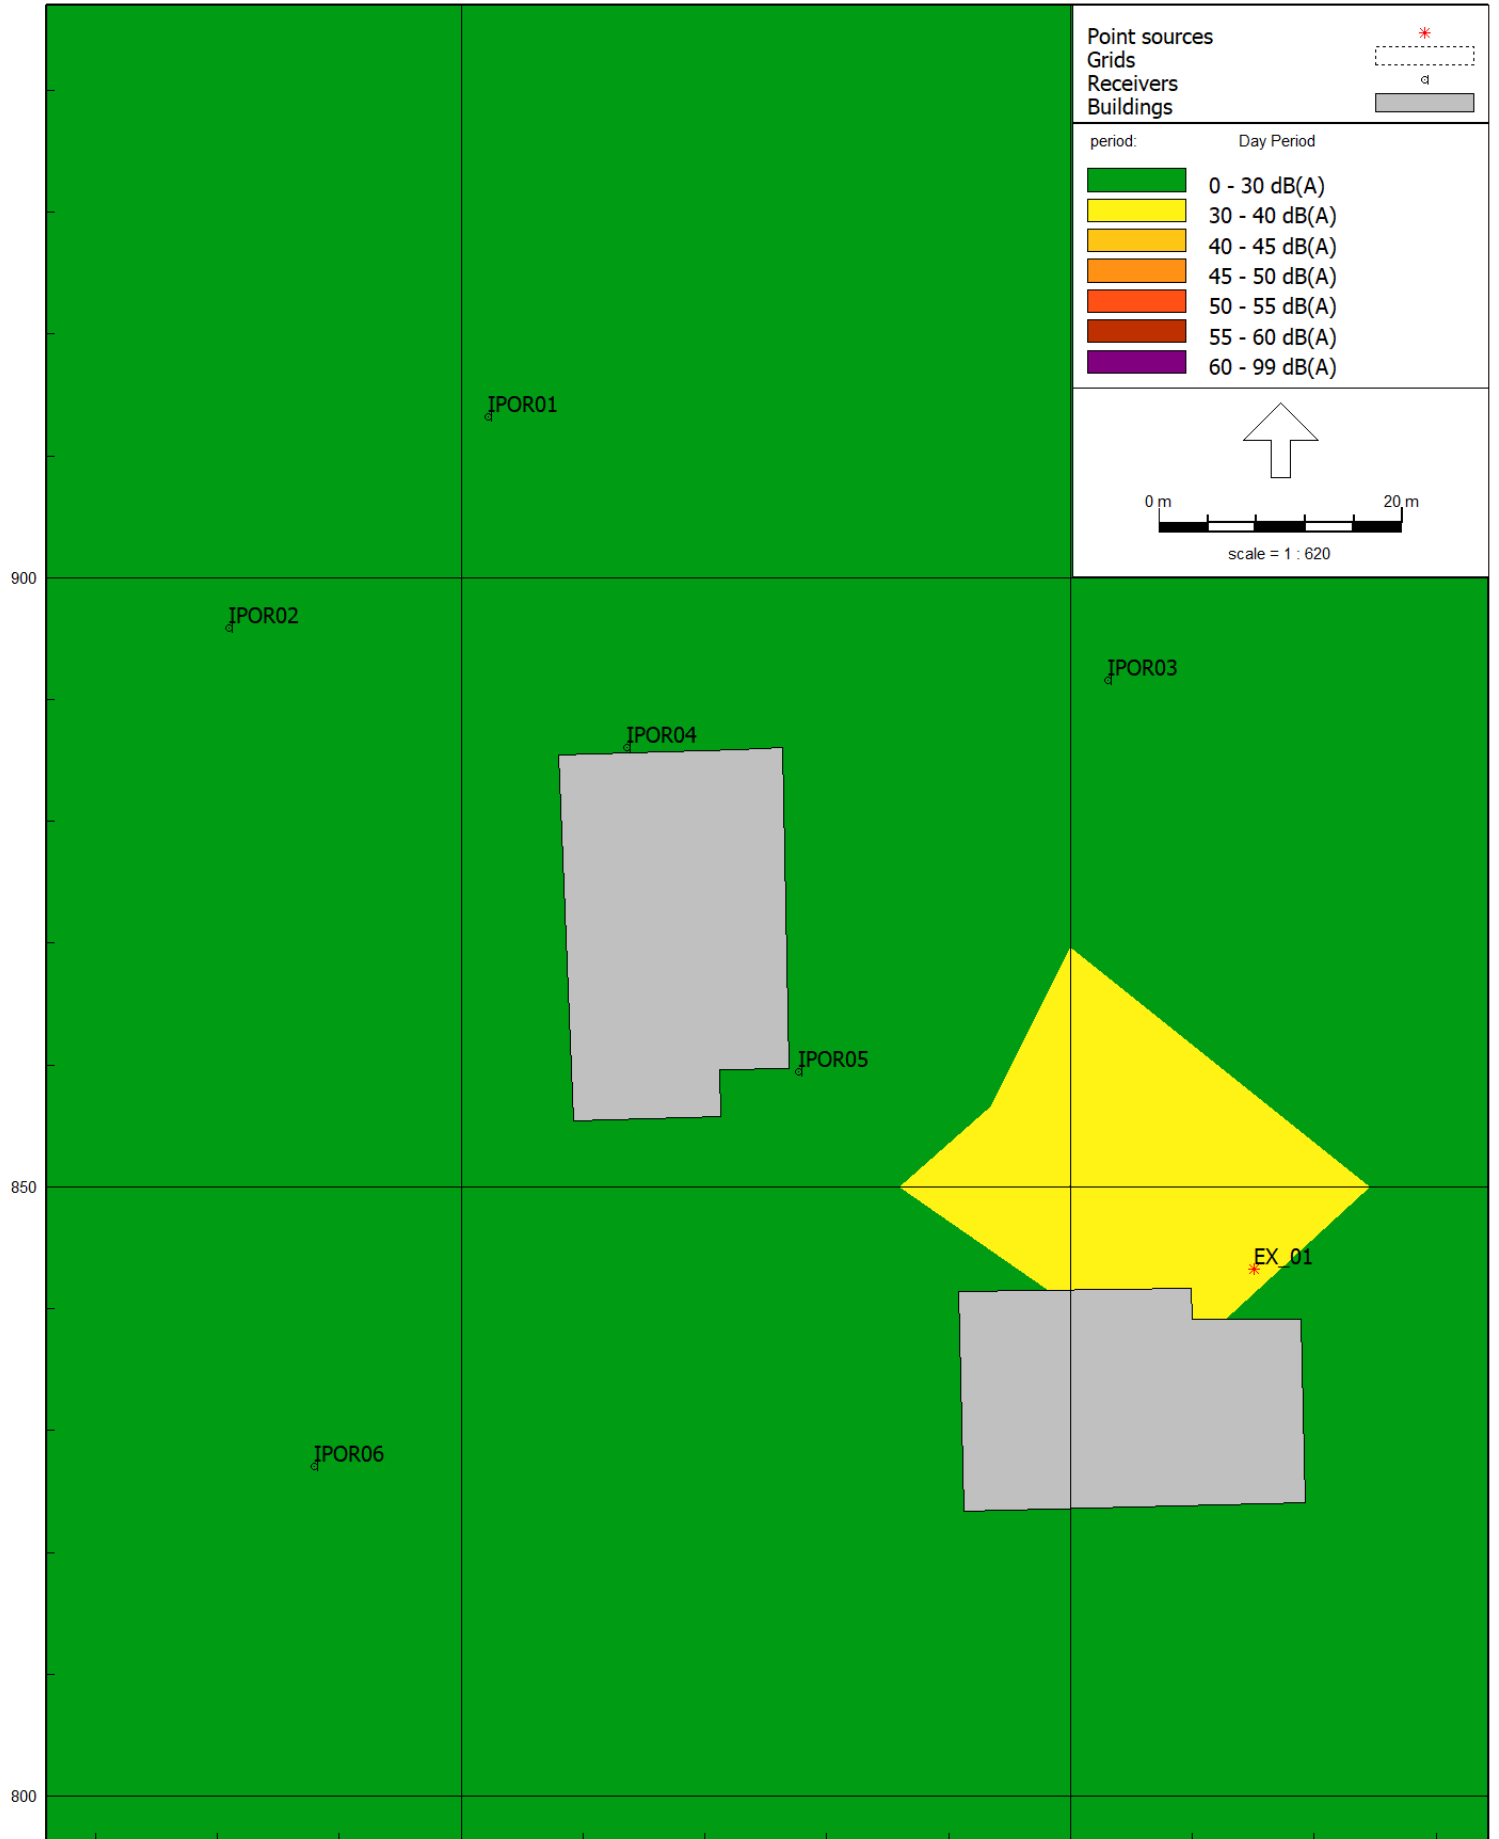 Point sources
Grids
Receivers
Buildings
period: Day Period
0 - 30 dB(A)
30 - 40 dB(A)
40 - 45 dB(A)
45 - 50 dB(A)
50 - 55 dB(A)
55 - 60 dB(A)
60 - 99 dB(A)
IPOR01
0 m 20 m
scale = 1 : 620
900
IPOR02
IPOR03
IPOR04
IPOR05
850
EX_01
IPOR06
800